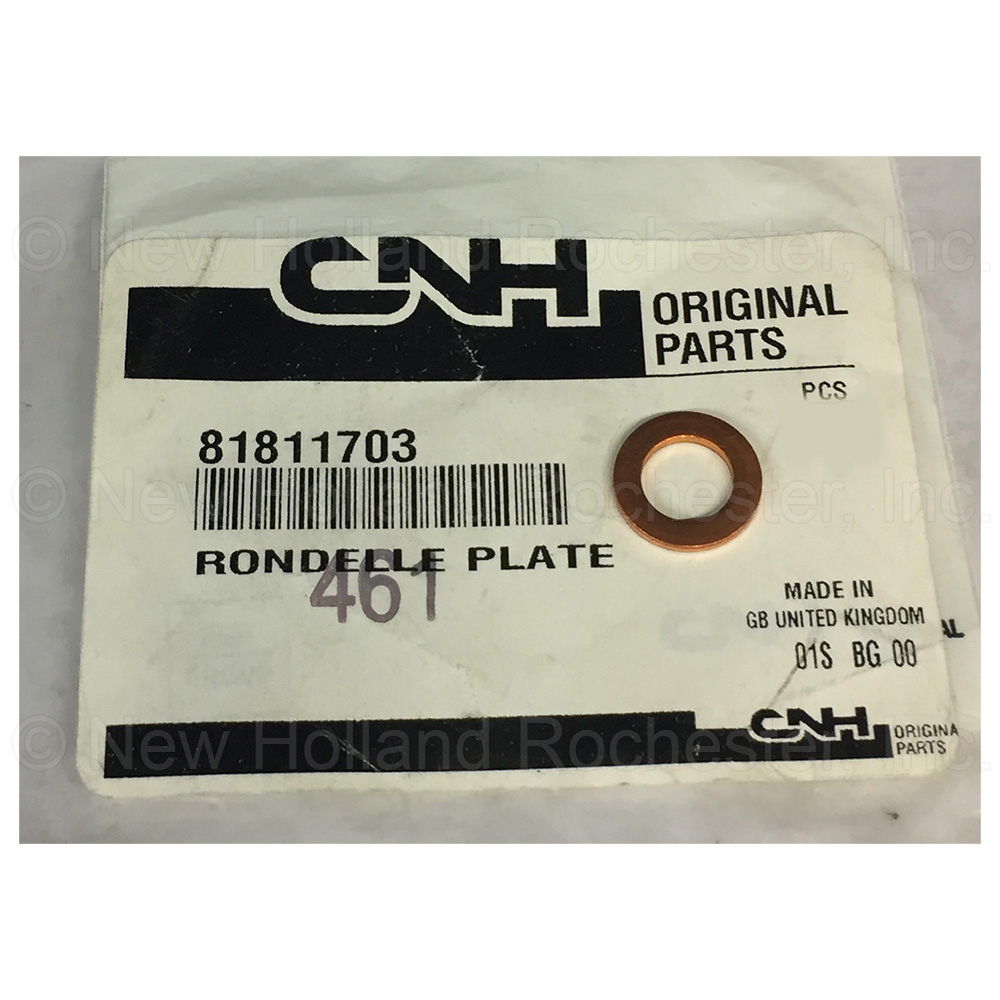 © New Holland Rochester, Inc.
CNH
ORIGINAL
PARTS
PCS
81811703
© New Holland Rochester, Inc.
RONDELLE PLATE
461
MADE IN
GB UNITED KINGDOM
AL
01S BG 00
© New Holland Rochester, Inc.
CNH
ORIGINA
PARTS